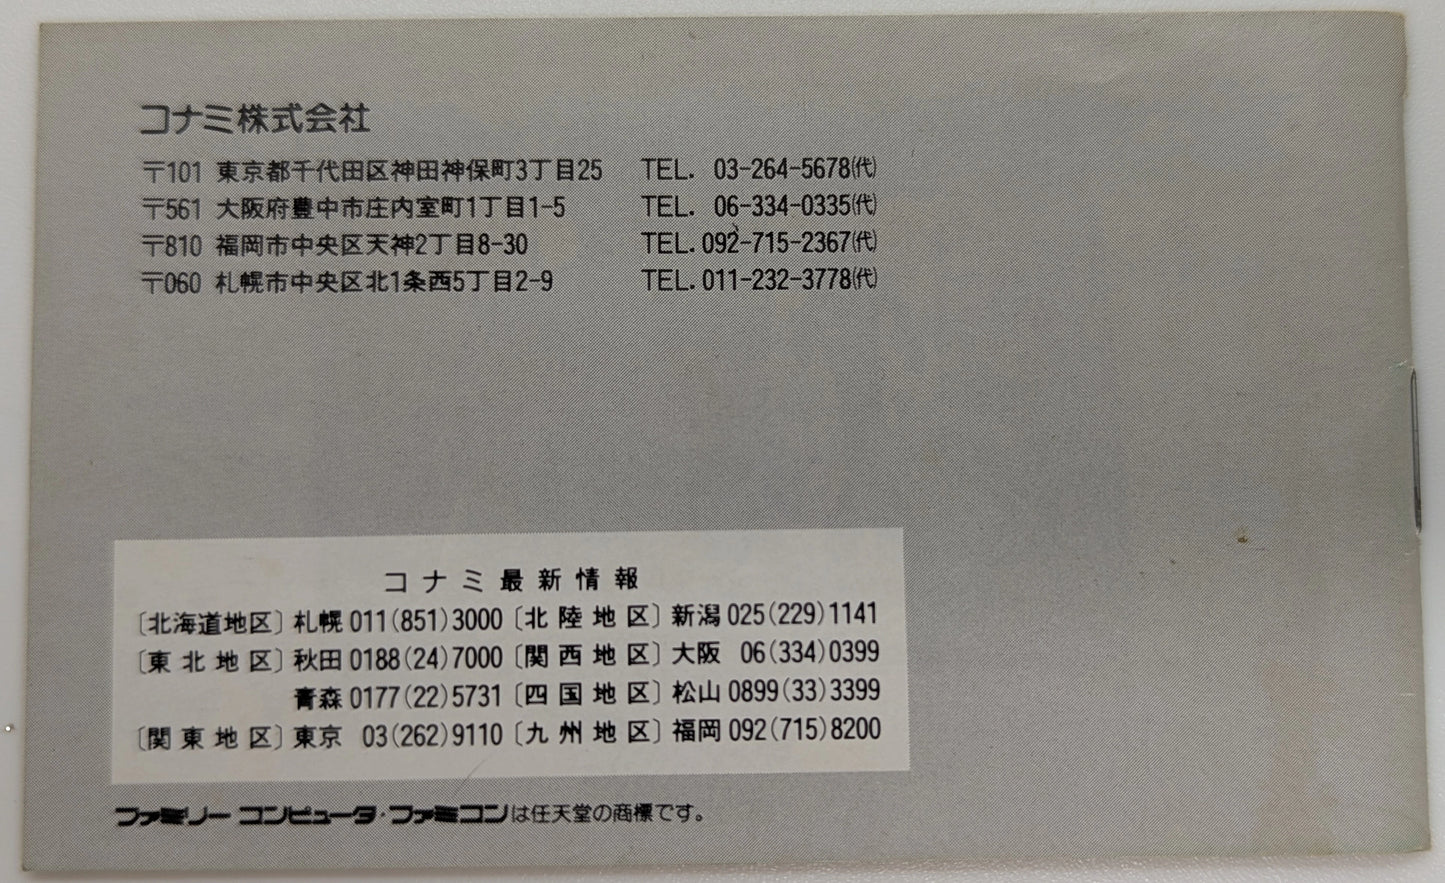 コナミ株式会社
〒101 東京都千代田区神田神保町3丁目25 TEL. 03-264-5678㈹
〒561 大阪府豊中市庄内室町1丁目1-5 TEL. 06-334-0335㈹
〒810 福岡市中央区天神2丁目8-30 TEL. 092-715-2367㈹
〒060 札幌市中央区北1条西5丁目2-9 TEL. 011-232-3778㈹
コナミ最新情報
〔北海道地区〕札幌 011(851)3000〔北陸地区〕新潟 025(229)1141
〔東北地区〕秋田 0188(24)7000〔関西地区〕大阪 06(334)0399
青森 0177(22)5731〔四国地区〕松山 0899(33)3399
〔関東地区〕東京 03(262)9110〔九州地区〕福岡 092(715)8200
ファミリーコンピュータ・ファミコンは任天堂の商標です。